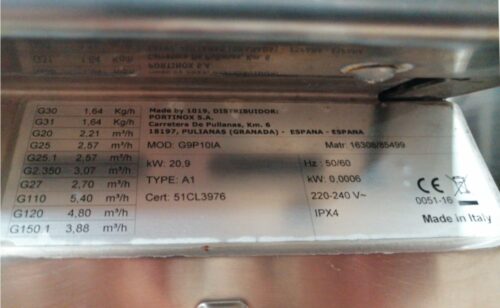 G30 1,64 Kg/h
G31 1,64 Kg/h
G20 2,21 m³/h
G25 2,57 m³/h
G25.1 2,57 m³/h
G2.350 3,07 m³/h
G27 2,70 m³/h
G110 5,40 m³/h
G120 4,80 m³/h
G150.1 3,88 m³/h
Made by 1019, DISTRIBUIDOR:
PORTINOX S.A.
Carretera De Pulianas, Km. 6
18197, PULIANAS (GRANADA) - ESPANA - ESPANA
MOD: G9P10IA Matr: 16306/85499
kW: 20,9 Hz: 50/60
TYPE: A1 kW: 0,0006
Cert: 51CL3976 220-240 V~
IPX4
CE
0051-16
Made in Italy